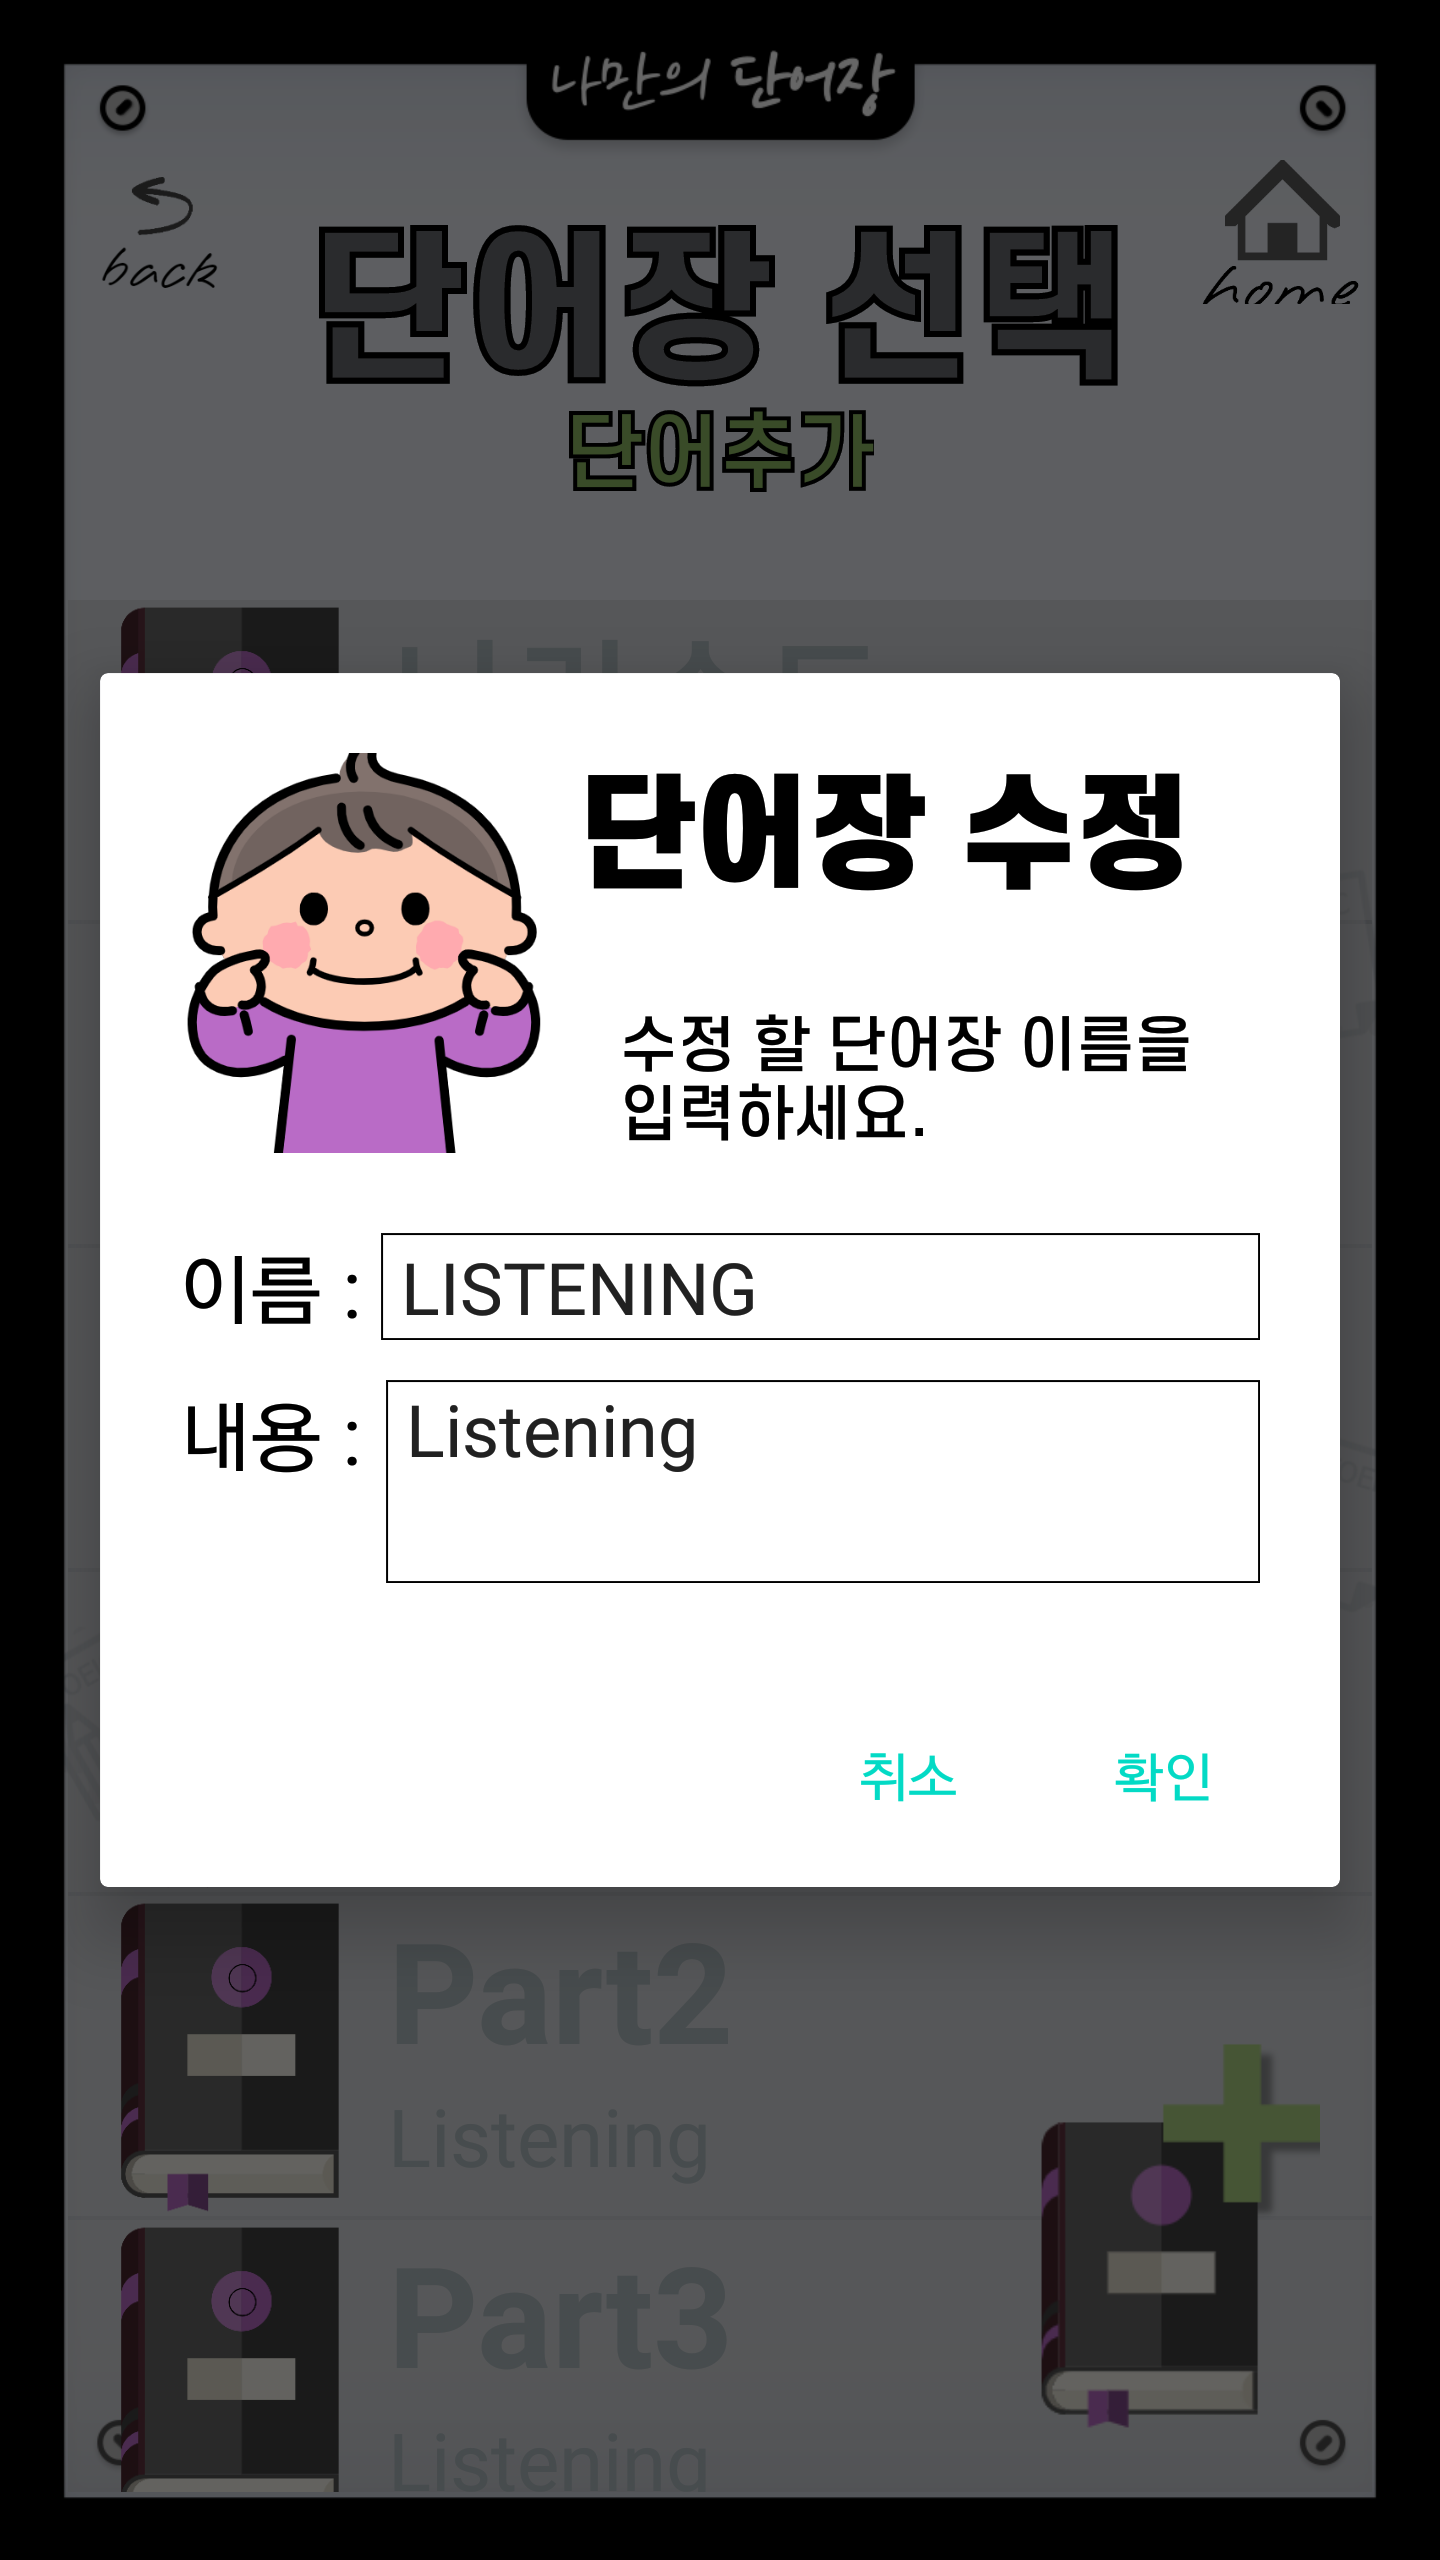 나만의 단어장
back
home
단어장 선택
단어추가
단어장 수정
수정 할 단어장 이름을
입력하세요.
이름 : LISTENING
내용 : Listening
취소 확인
Part2
Listening
Part3
Listening